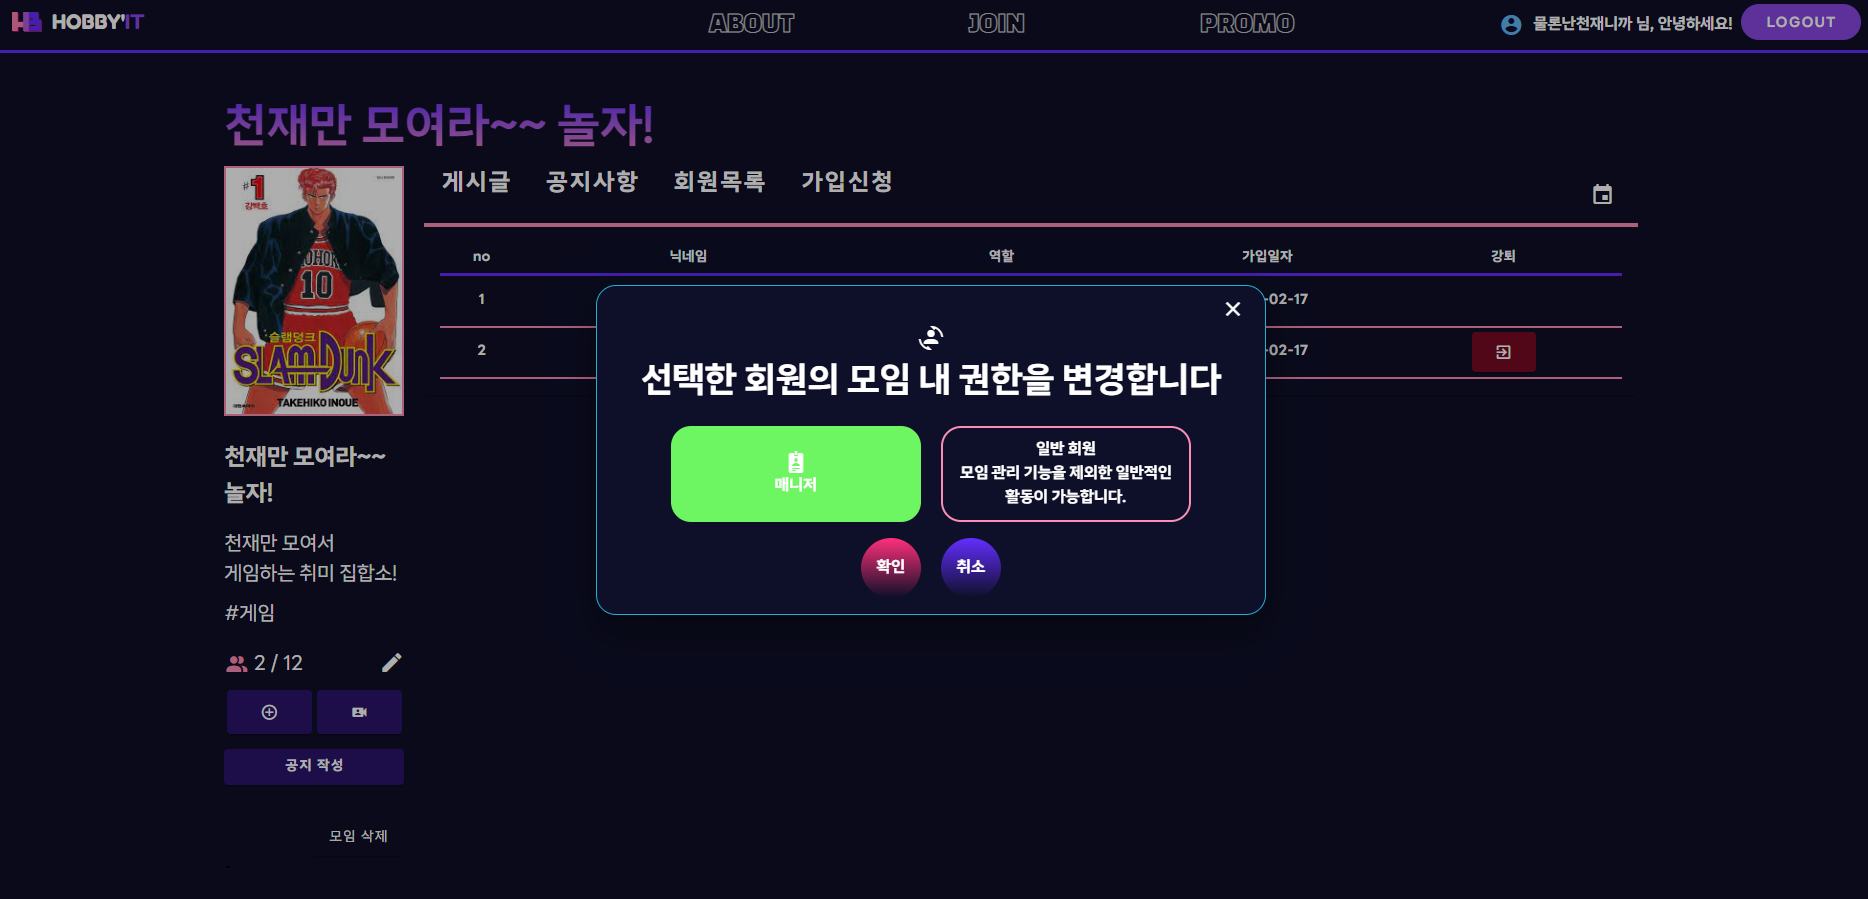 HOBBY'IT
ABOUT
JOIN
PROMO
물론난천재니까 님, 안녕하세요!
LOGOUT
천재만 모여라~~ 놀자!
게시글 공지사항 회원목록 가입신청
#1
강백호
SHOHOKU
10
슬램덩크
SLAM DUNK
TAKEHIKO INOUE
no 닉네임 역할 가입일자 강퇴
1 -02-17
2 -02-17
선택한 회원의 모임 내 권한을 변경합니다
매니저
일반 회원
모임 관리 기능을 제외한 일반적인
활동이 가능합니다.
확인 취소
천재만 모여라~~
놀자!
천재만 모여서
게임하는 취미 집합소!
#게임
2 / 12
공지 작성
모임 삭제